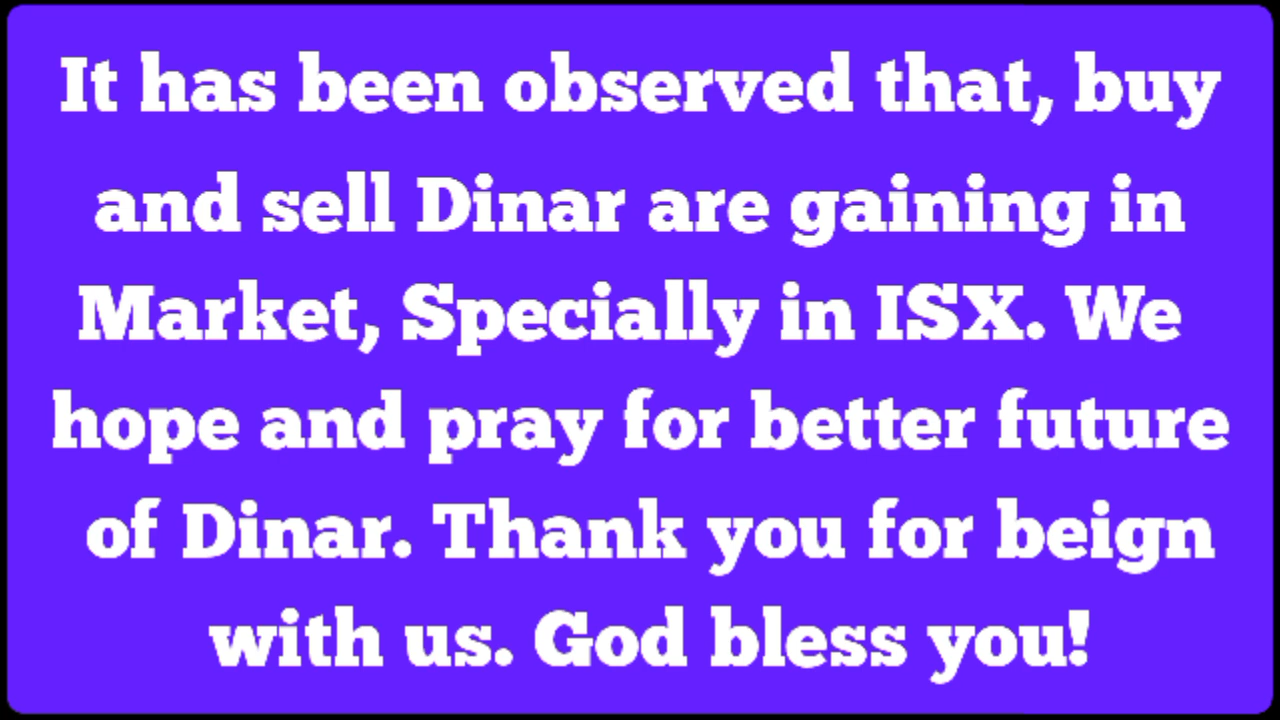 It has been observed that, buy
and sell Dinar are gaining in
Market, Specially in ISX. We
hope and pray for better future
of Dinar. Thank you for beign
with us. God bless you!